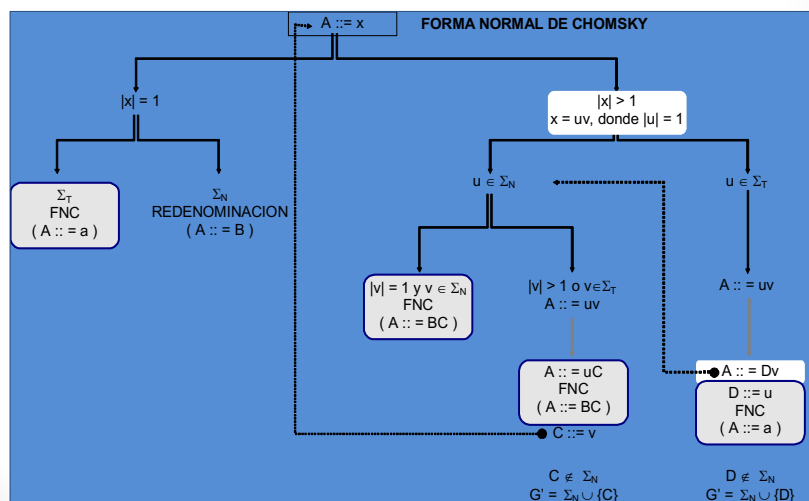 A ::= x
FORMA NORMAL DE CHOMSKY
|x| = 1
|x| > 1
x = uv, donde |u| = 1
Σ_T
FNC
( A :: = a )
Σ_N
REDENOMINACION
( A :: = B )
u ∈ Σ_N
u ∈ Σ_T
|v| = 1 y v ∈ Σ_N
FNC
( A :: = BC )
|v| > 1 o v∈Σ_T
A :: = uv
A :: = uv
A :: = uC
FNC
( A ::= BC )
C ::= v
A :: = Dv
D ::= u
FNC
( A ::= a )
C ∉ Σ_N
G' = Σ_N ∪ {C}
D ∉ Σ_N
G' = Σ_N ∪ {D}